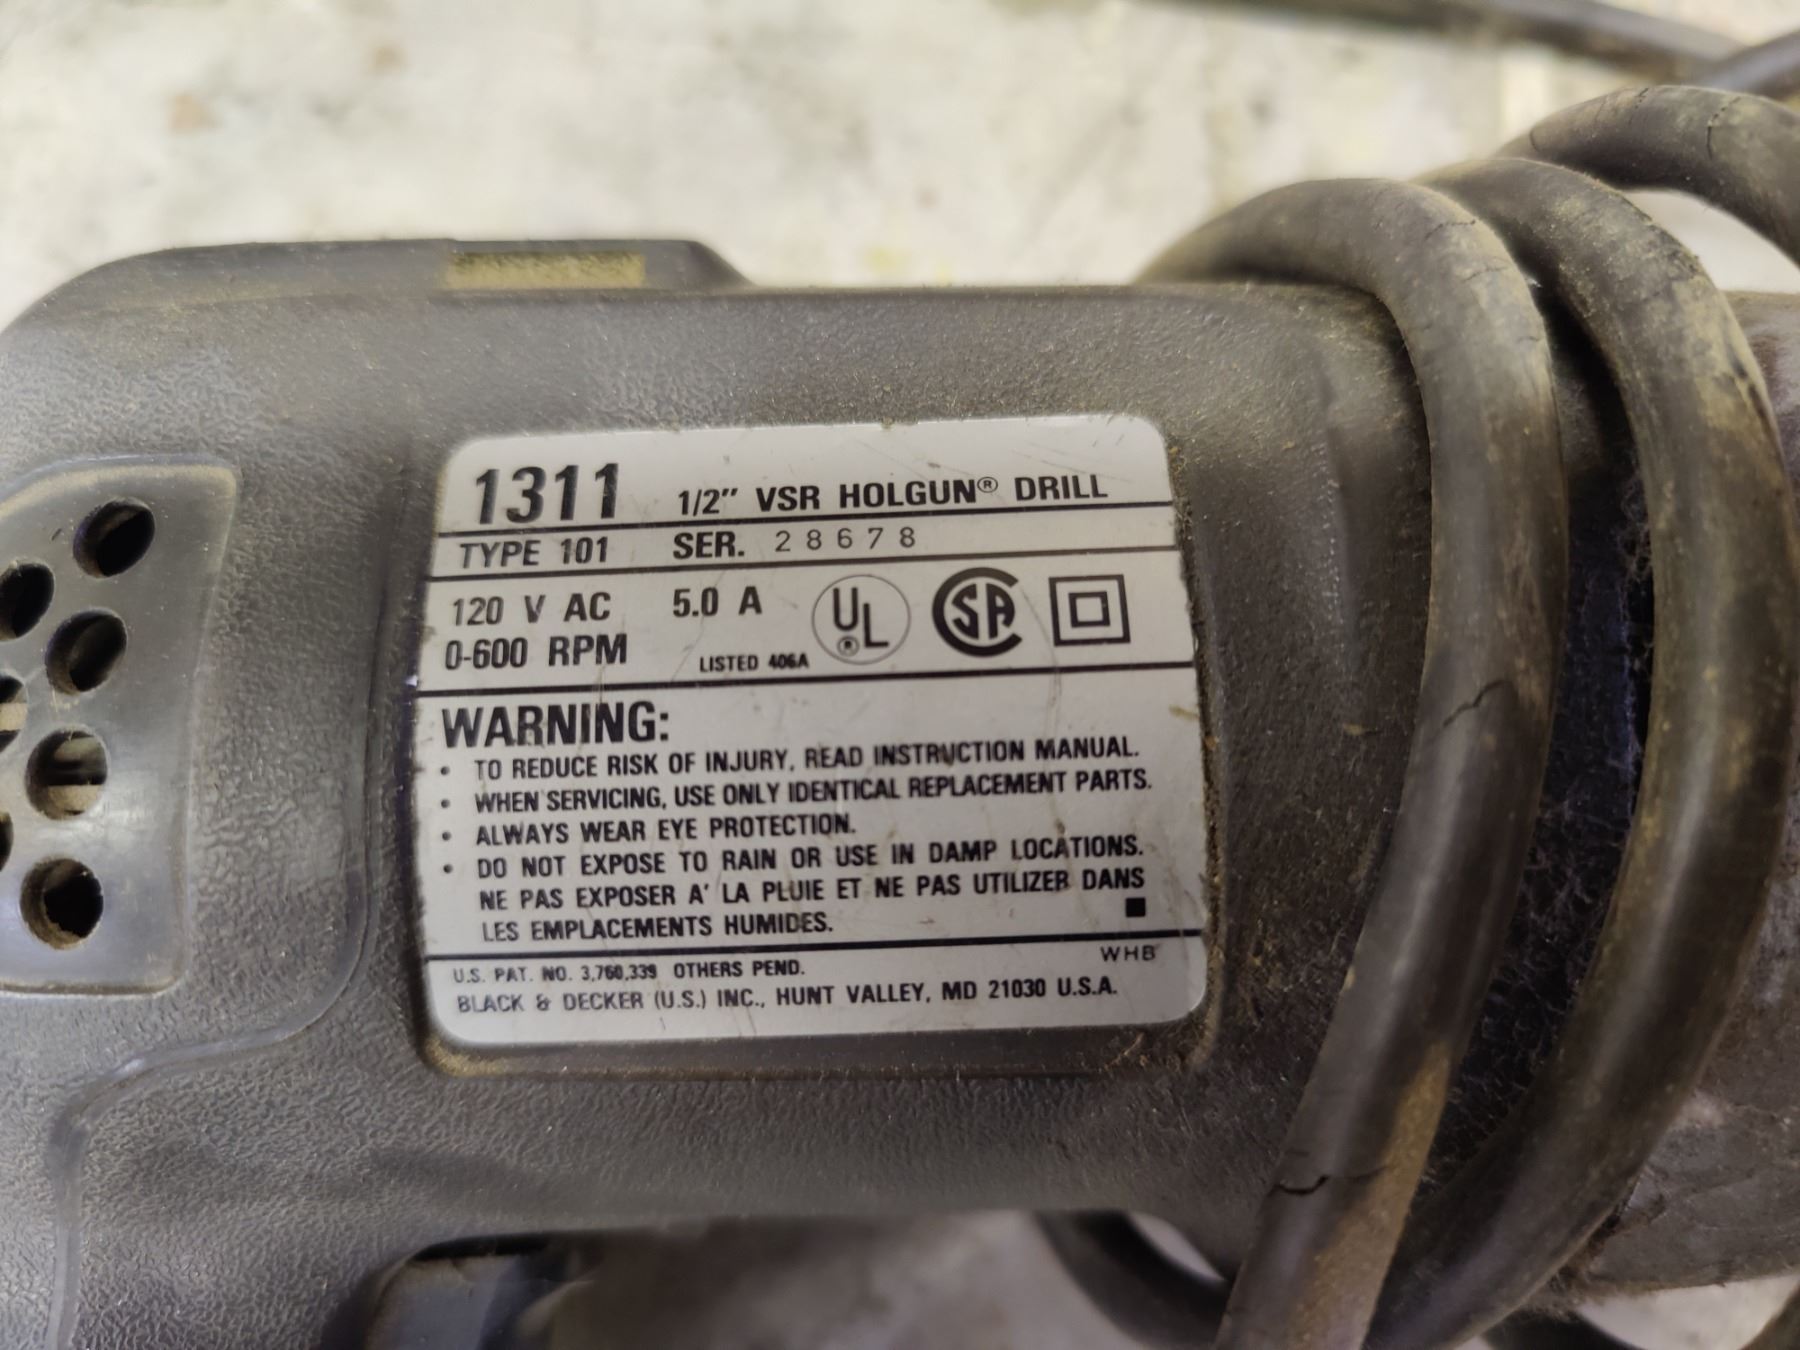 1311 1/2" VSR HOLGUN® DRILL
TYPE 101 SER. 28678
120 V AC 5.0 A UL® SA
0-600 RPM LISTED 406A
WARNING:
• TO REDUCE RISK OF INJURY, READ INSTRUCTION MANUAL.
• WHEN SERVICING, USE ONLY IDENTICAL REPLACEMENT PARTS.
• ALWAYS WEAR EYE PROTECTION.
• DO NOT EXPOSE TO RAIN OR USE IN DAMP LOCATIONS.
NE PAS EXPOSER A' LA PLUIE ET NE PAS UTILIZER DANS
LES EMPLACEMENTS HUMIDES.
WHB
U.S. PAT. NO. 3,760,339 OTHERS PEND.
BLACK & DECKER (U.S.) INC., HUNT VALLEY, MD 21030 U.S.A.